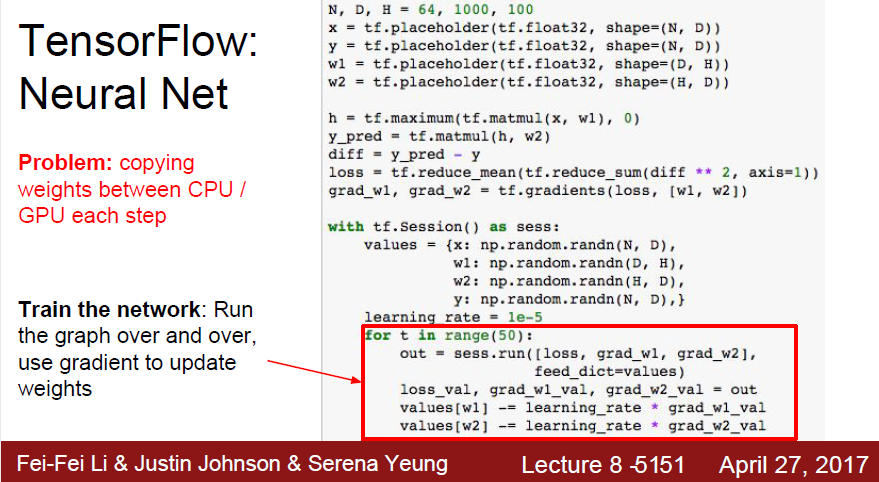 TensorFlow:
Neural Net
Problem: copying
weights between CPU /
GPU each step
Train the network: Run
the graph over and over,
use gradient to update
weights
N, D, H = 64, 1000, 100
x = tf.placeholder(tf.float32, shape=(N, D))
y = tf.placeholder(tf.float32, shape=(N, D))
w1 = tf.placeholder(tf.float32, shape=(D, H))
w2 = tf.placeholder(tf.float32, shape=(H, D))
h = tf.maximum(tf.matmul(x, w1), 0)
y_pred = tf.matmul(h, w2)
diff = y_pred - y
loss = tf.reduce_mean(tf.reduce_sum(diff ** 2, axis=1))
grad_w1, grad_w2 = tf.gradients(loss, [w1, w2])
with tf.Session() as sess:
    values = {x: np.random.randn(N, D),
              w1: np.random.randn(D, H),
              w2: np.random.randn(H, D),
              y: np.random.randn(N, D),}
    learning_rate = 1e-5
    for t in range(50):
        out = sess.run([loss, grad_w1, grad_w2],
                       feed_dict=values)
        loss_val, grad_w1_val, grad_w2_val = out
        values[w1] -= learning_rate * grad_w1_val
        values[w2] -= learning_rate * grad_w2_val
Fei-Fei Li & Justin Johnson & Serena Yeung
Lecture 8 -5151
April 27, 2017